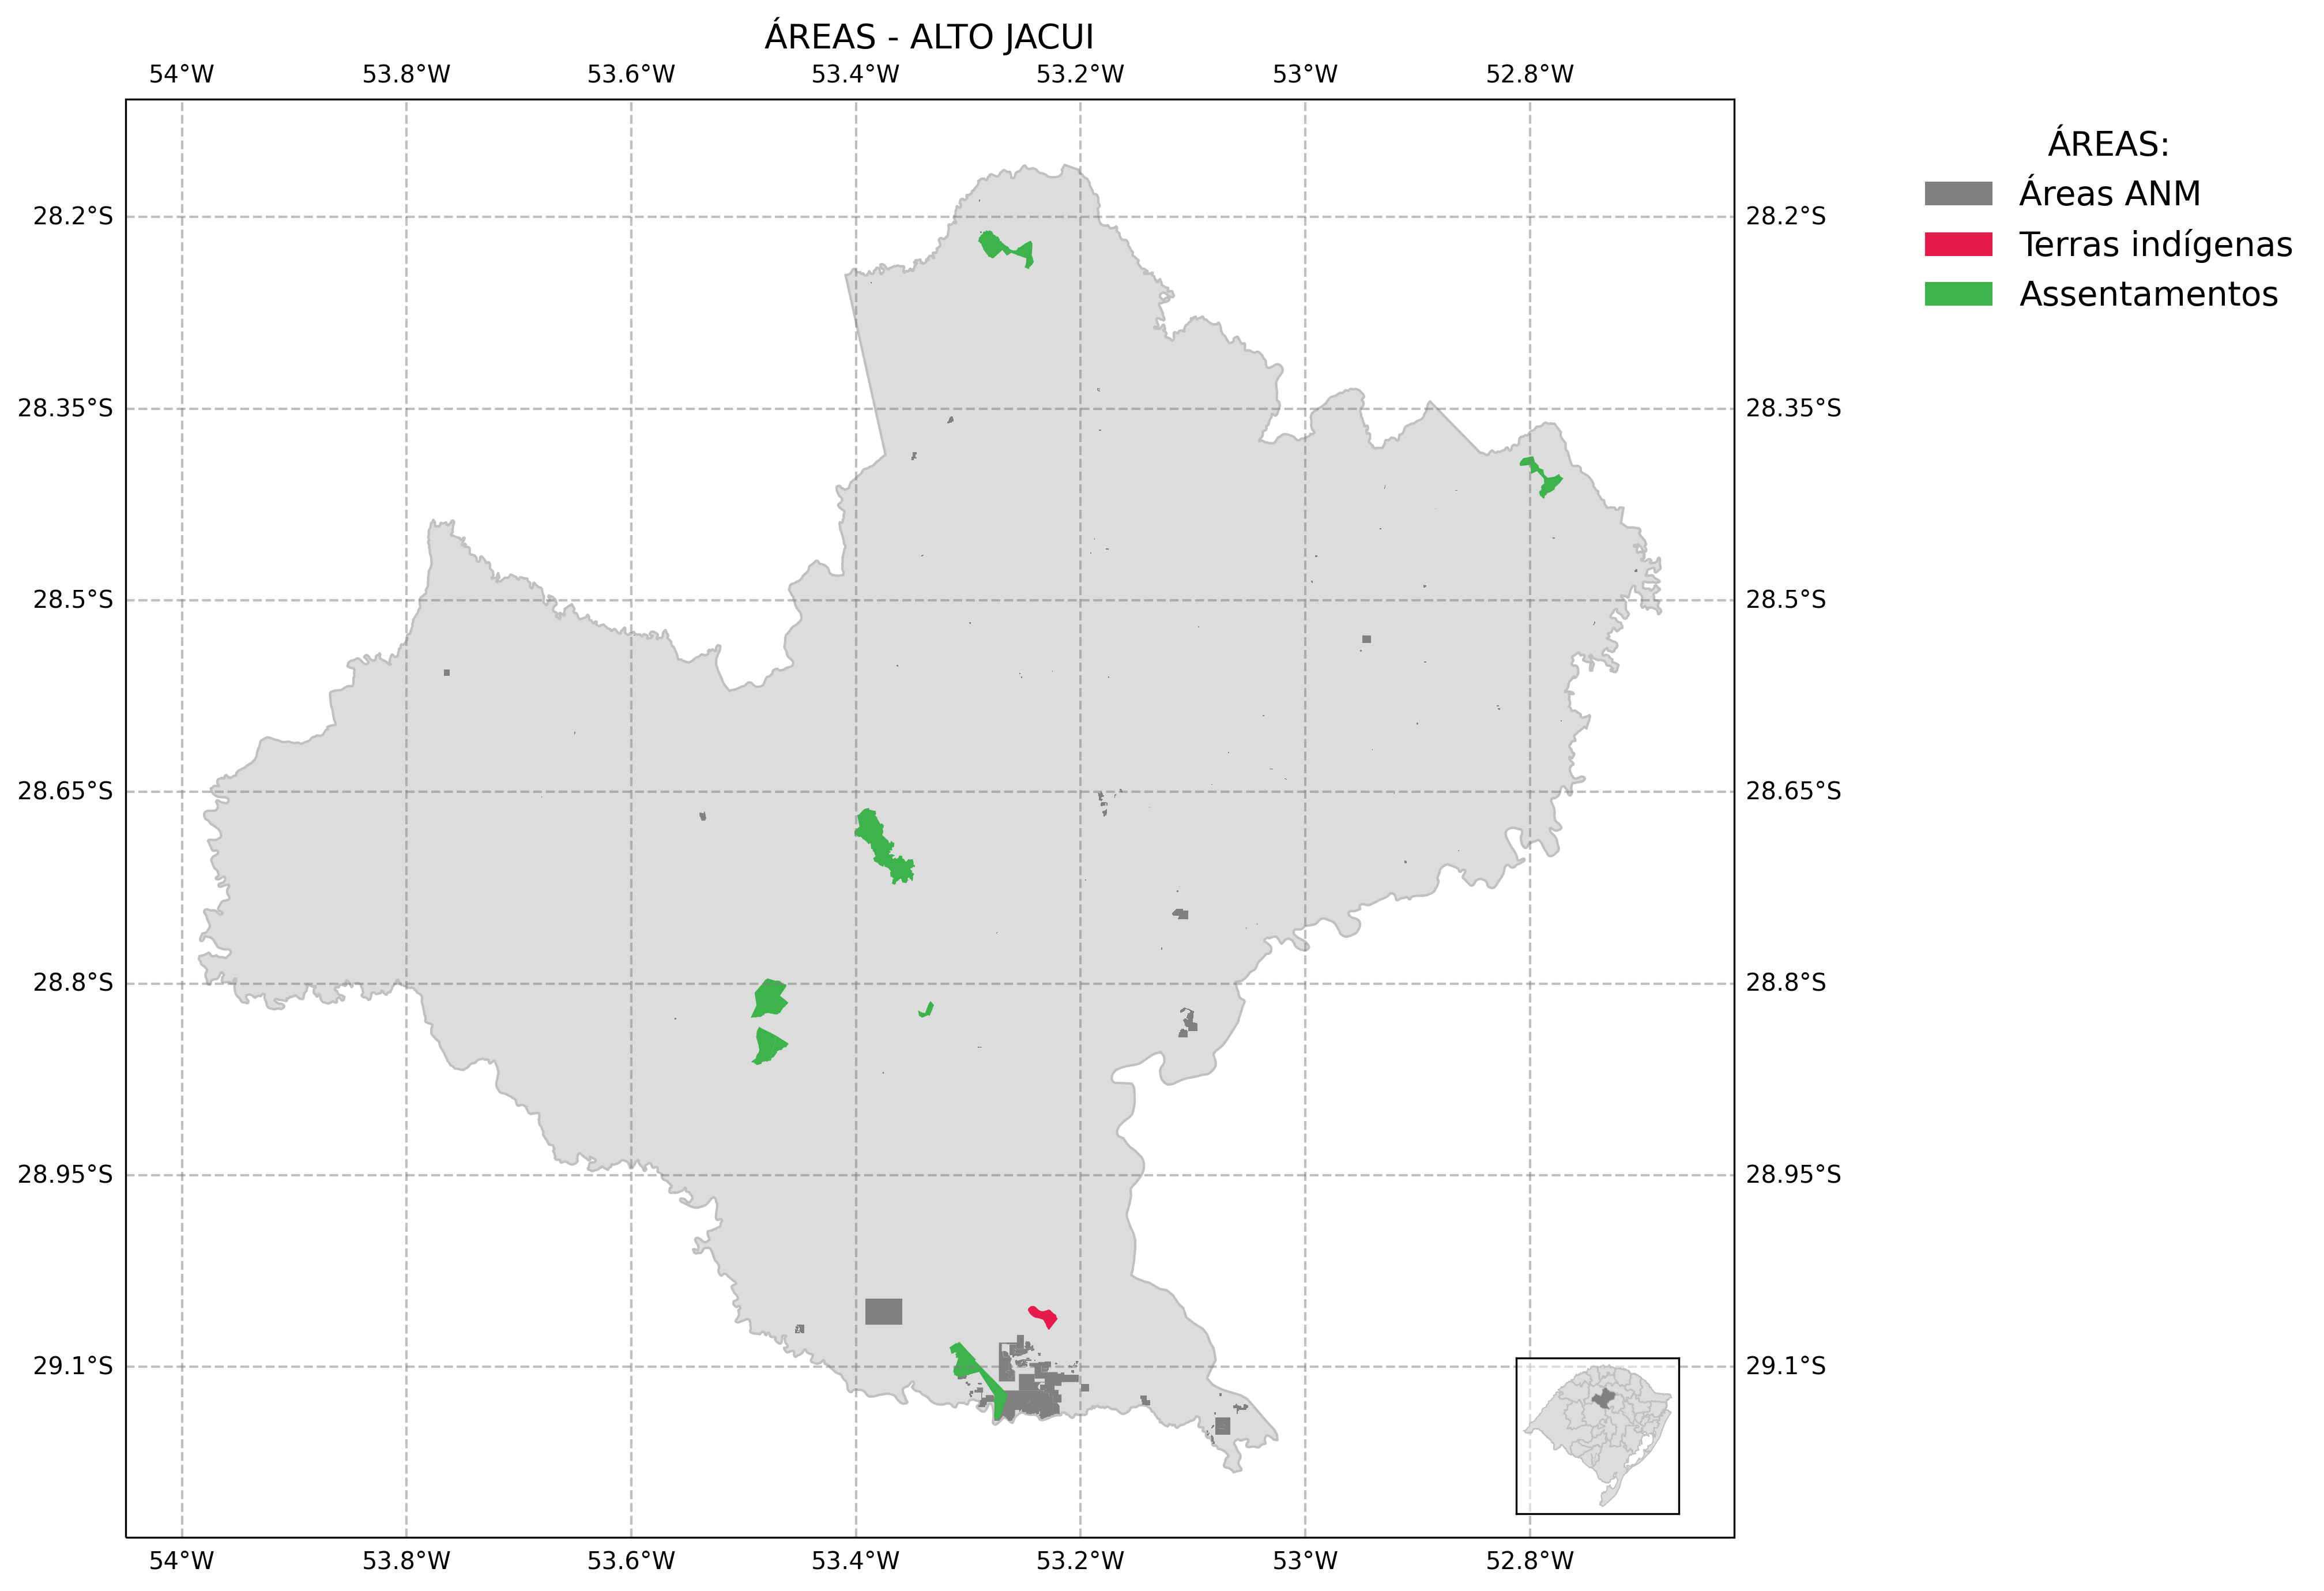 ÁREAS - ALTO JACUI
54°W 53.8°W 53.6°W 53.4°W 53.2°W 53°W 52.8°W
ÁREAS:
Áreas ANM
Terras indígenas
Assentamentos
28.2°S 28.2°S
28.35°S 28.35°S
28.5°S 28.5°S
28.65°S 28.65°S
28.8°S 28.8°S
28.95°S 28.95°S
29.1°S 29.1°S
54°W 53.8°W 53.6°W 53.4°W 53.2°W 53°W 52.8°W